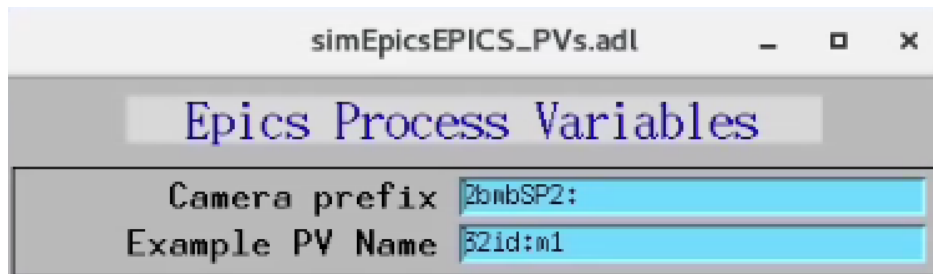 simEpicsEPICS_PVs.adl
Epics Process Variables
Camera prefix 2bmbSP2:
Example PV Name 32id:m1